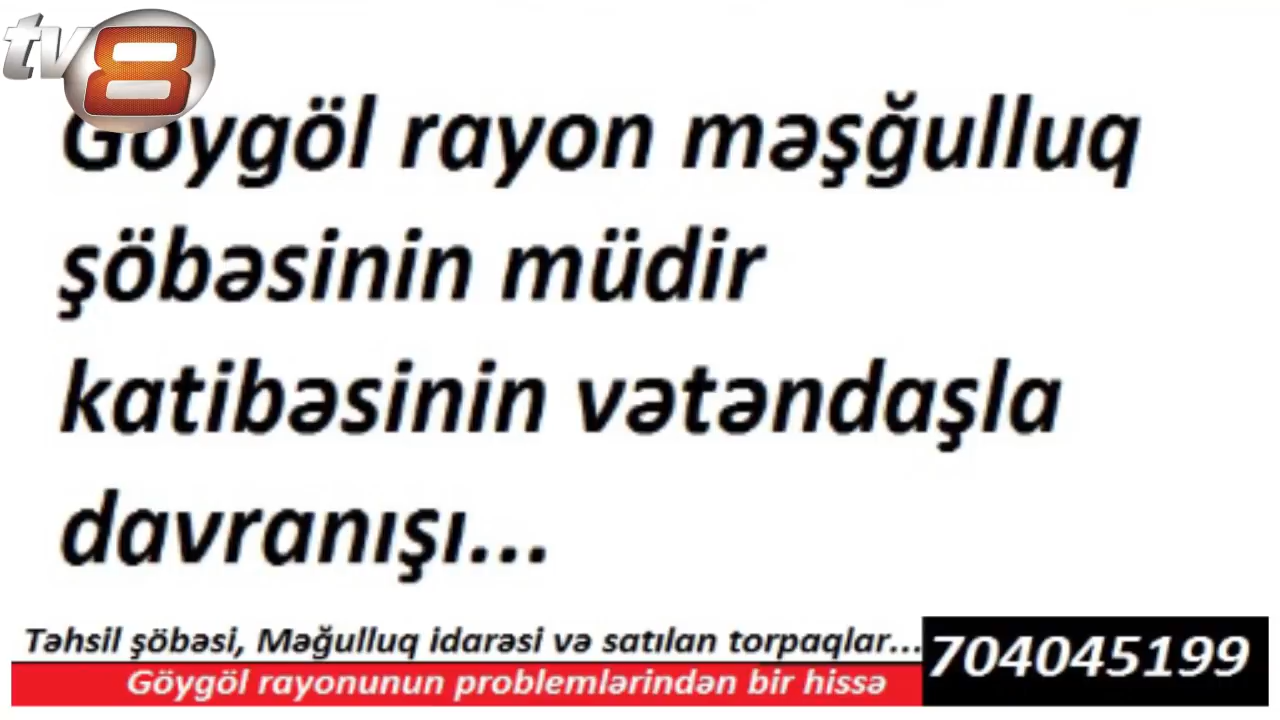 tv8
Göygöl rayon məşğulluq
şöbəsinin müdir
katibəsinin vətəndaşla
davranışı...
Təhsil şöbəsi, Məğulluq idarəsi və satılan torpaqlar...
704045199
Göygöl rayonunun problemlərindən bir hissə